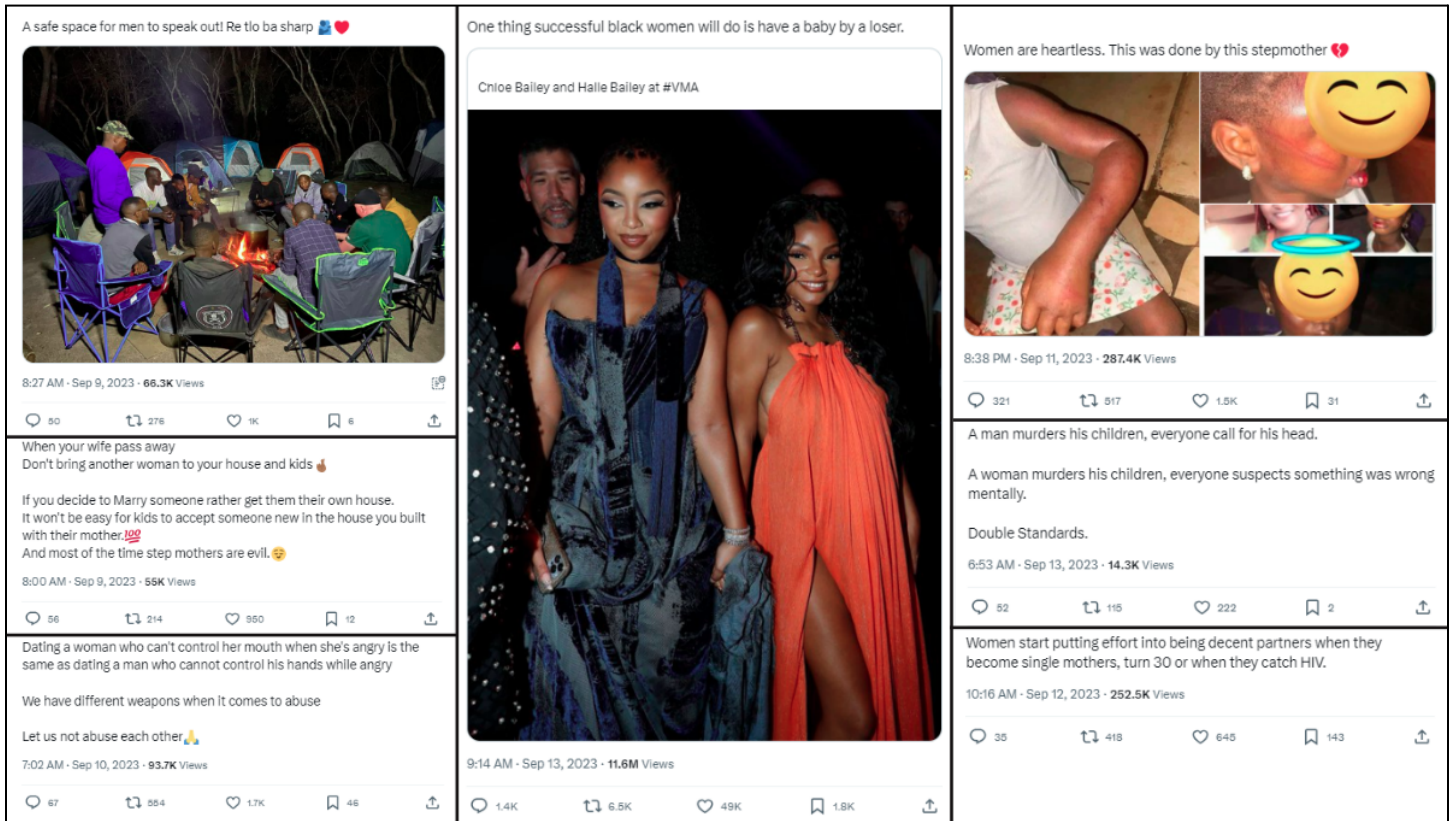 A safe space for men to speak out! Re tlo ba sharp 🫂❤️
8:27 AM · Sep 9, 2023 · 66.3K Views
50 276 1K 6
When your wife pass away
Don't bring another woman to your house and kids🤞🏾
If you decide to Marry someone rather get them their own house.
It won't be easy for kids to accept someone new in the house you built
with their mother.💯
And most of the time step mothers are evil.😌
8:00 AM · Sep 9, 2023 · 55K Views
56 214 950 12
Dating a woman who can't control her mouth when she's angry is the
same as dating a man who cannot control his hands while angry
We have different weapons when it comes to abuse
Let us not abuse each other🙏
7:02 AM · Sep 10, 2023 · 93.7K Views
67 554 1.7K 46
One thing successful black women will do is have a baby by a loser.
Chloe Bailey and Halle Bailey at #VMA
9:14 AM · Sep 13, 2023 · 11.6M Views
1.4K 6.5K 49K 1.8K
Women are heartless. This was done by this stepmother 💔
8:38 PM · Sep 11, 2023 · 287.4K Views
321 517 1.5K 31
A man murders his children, everyone call for his head.
A woman murders his children, everyone suspects something was wrong
mentally.
Double Standards.
6:53 AM · Sep 13, 2023 · 14.3K Views
52 115 222 2
Women start putting effort into being decent partners when they
become single mothers, turn 30 or when they catch HIV.
10:16 AM · Sep 12, 2023 · 252.5K Views
35 418 645 143